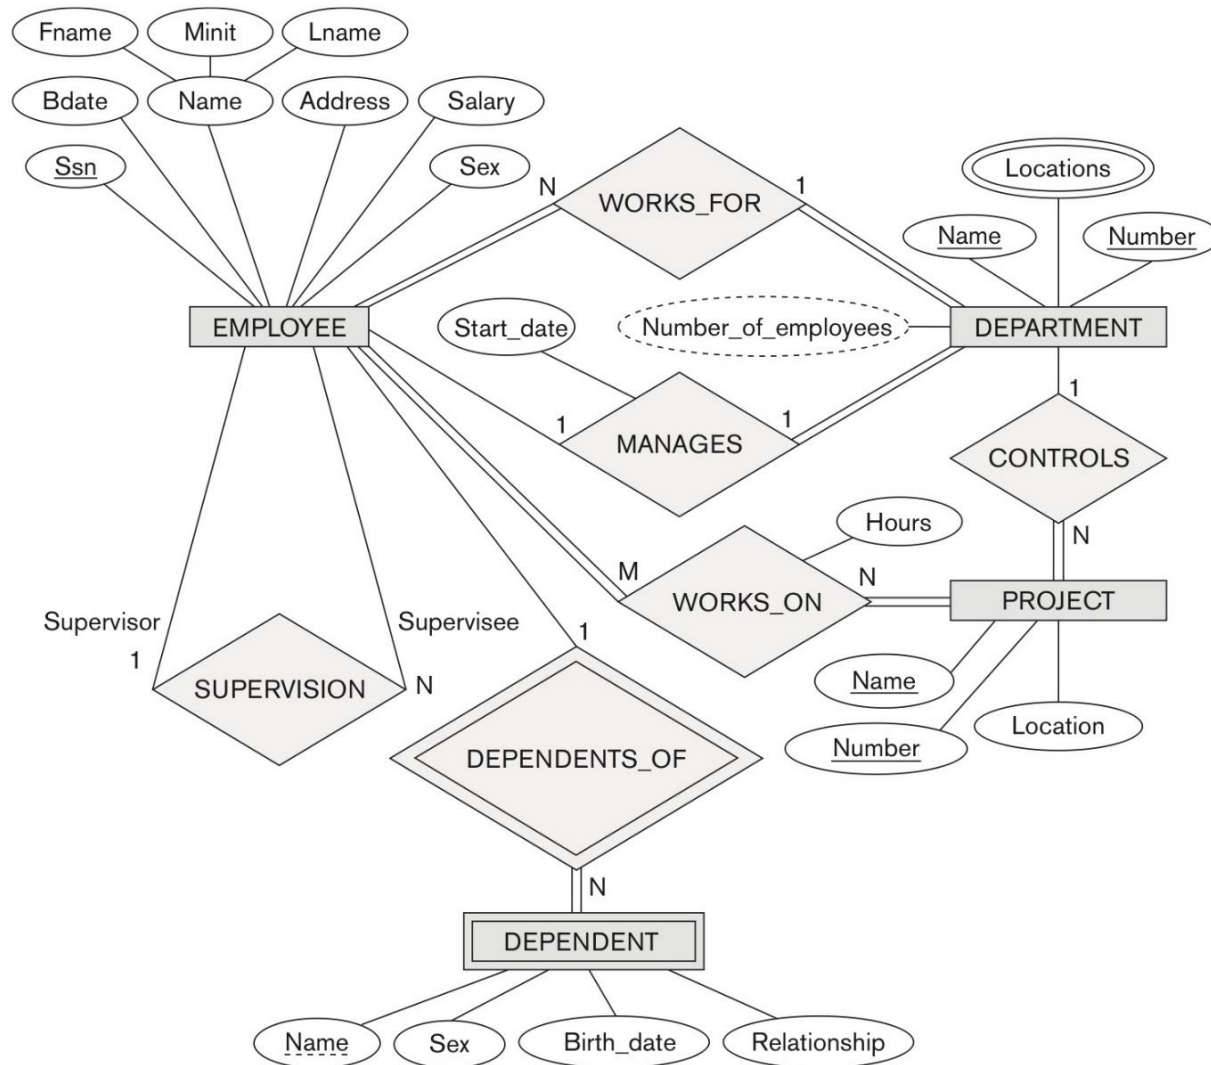 Fname
Minit
Lname
Bdate
Name
Address
Salary
Ssn
Sex
N
WORKS_FOR
1
Locations
Name
Number
EMPLOYEE
Start_date
Number_of_employees
DEPARTMENT
1
MANAGES
1
1
CONTROLS
N
Hours
M
WORKS_ON
N
PROJECT
Name
Number
Location
Supervisor
1
SUPERVISION
Supervisee
N
1
DEPENDENTS_OF
N
DEPENDENT
Name
Sex
Birth_date
Relationship